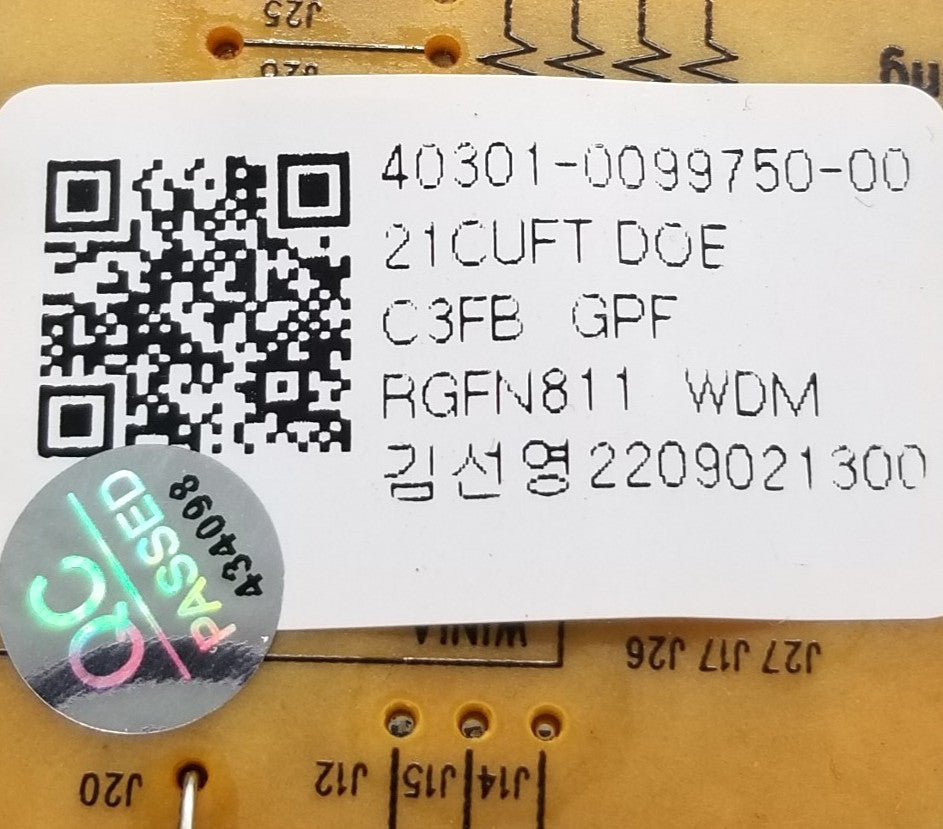 J25
40301-0099750-00
21CUFT DOE
C3FB GPF
RGFN811 WDM
김선영2209021300
QC PASSED
434098
J27 J17 J26
J20
J12 J15 J14